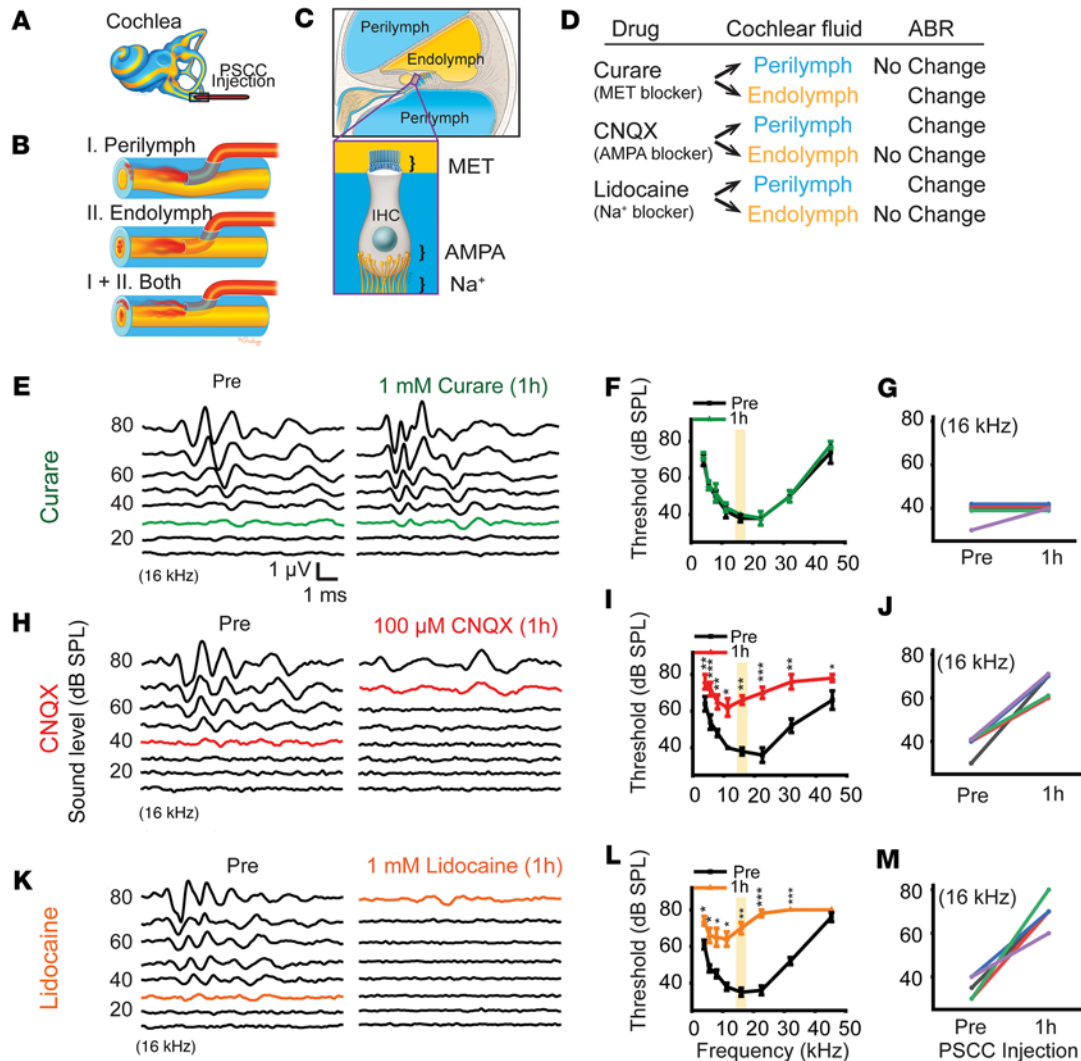 A
Cochlea
PSCC
Injection
B
I. Perilymph
II. Endolymph
I + II. Both
C
Perilymph
Endolymph
Perilymph
MET
IHC
AMPA
Na⁺
D
Drug Cochlear fluid ABR
Curare
(MET blocker)
Perilymph No Change
Endolymph Change
CNQX
(AMPA blocker)
Perilymph Change
Endolymph No Change
Lidocaine
(Na⁺ blocker)
Perilymph Change
Endolymph No Change
E
Pre 1 mM Curare (1h)
Curare
80
60
40
20
(16 kHz)
1 µV
1 ms
F
Pre
1h
Threshold (dB SPL)
80
60
40
0 10 20 30 40 50
G
(16 kHz)
80
60
40
Pre 1h
H
Pre 100 µM CNQX (1h)
CNQX
Sound level (dB SPL)
80
60
40
20
(16 kHz)
I
Pre
1h
Threshold (dB SPL)
80
60
40
** *** ** * ** *** ** *
0 10 20 30 40 50
J
(16 kHz)
80
60
40
Pre 1h
K
Pre 1 mM Lidocaine (1h)
Lidocaine
80
60
40
20
(16 kHz)
L
Pre
1h
Threshold (dB SPL)
80
60
40
* * * * ** *** ***
0 10 20 30 40 50
Frequency (kHz)
M
(16 kHz)
80
60
40
Pre 1h
PSCC Injection